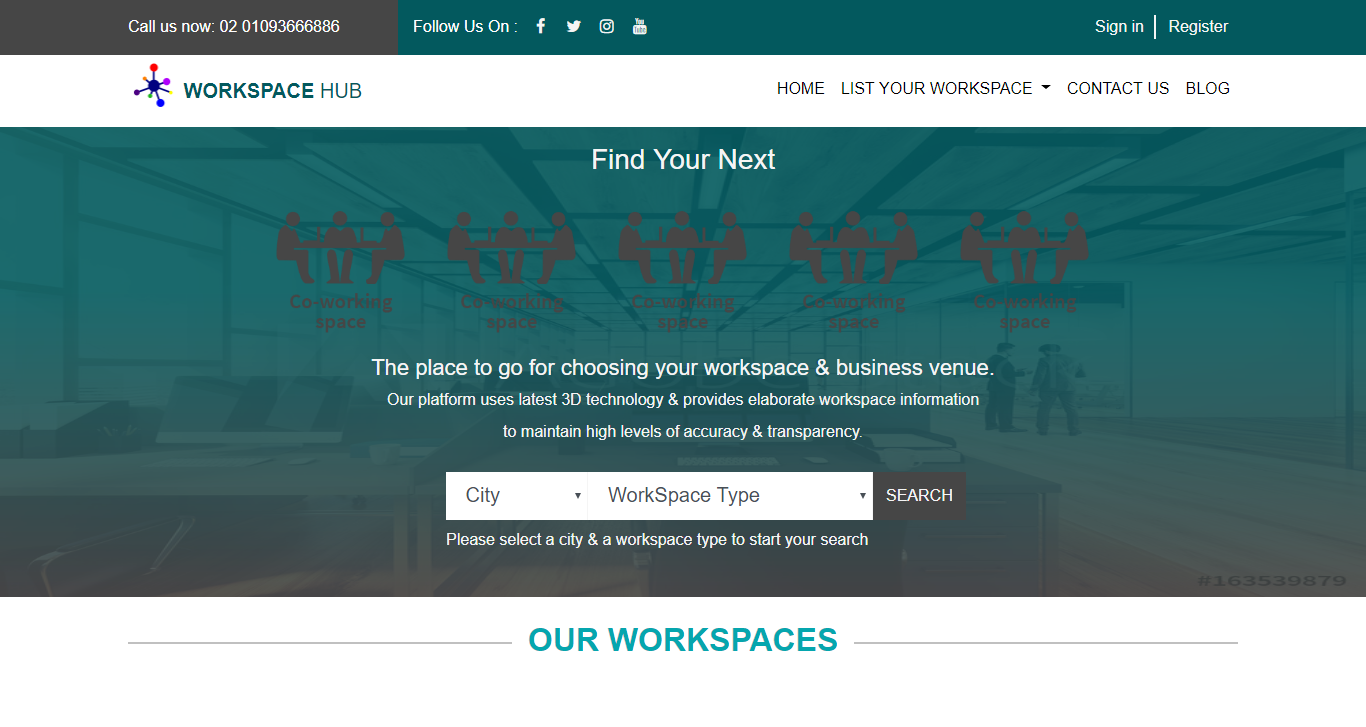 Call us now: 02 01093666886
Follow Us On :
Sign in
Register
WORKSPACE HUB
HOME
LIST YOUR WORKSPACE
CONTACT US
BLOG
Find Your Next
Co-working
space
Co-working
space
Co-working
space
Co-working
space
Co-working
space
The place to go for choosing your workspace & business venue.
Our platform uses latest 3D technology & provides elaborate workspace information
to maintain high levels of accuracy & transparency.
City
WorkSpace Type
SEARCH
Please select a city & a workspace type to start your search
#163539879
OUR WORKSPACES